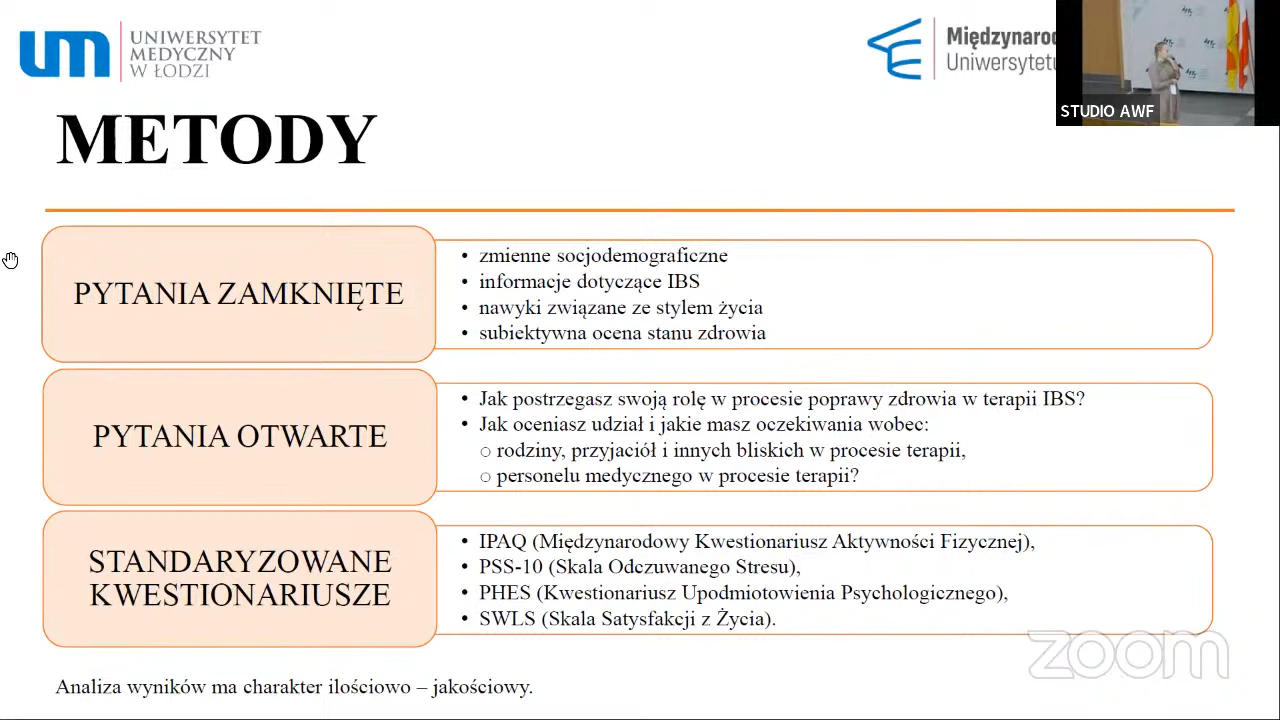 UNIWERSYTET
MEDYCZNY
W ŁODZI
Uniwersytetu
STUDIO AWF
METODY
PYTANIA ZAMKNIĘTE
• zmienne socjodemograficzne
• informacje dotyczące IBS
• nawyki związane ze stylem życia
• subiektywna ocena stanu zdrowia
PYTANIA OTWARTE
• Jak postrzegasz swoją rolę w procesie poprawy zdrowia w terapii IBS?
• Jak oceniasz udział i jakie masz oczekiwania wobec:
○ rodziny, przyjaciół i innych bliskich w procesie terapii,
○ personelu medycznego w procesie terapii?
STANDARYZOWANE
KWESTIONARIUSZE
• IPAQ (Międzynarodowy Kwestionariusz Aktywności Fizycznej),
• PSS-10 (Skala Odczuwanego Stresu),
• PHES (Kwestionariusz Upodmiotowienia Psychologicznego),
• SWLS (Skala Satysfakcji z Życia).
zoom
Analiza wyników ma charakter ilościowo – jakościowy.